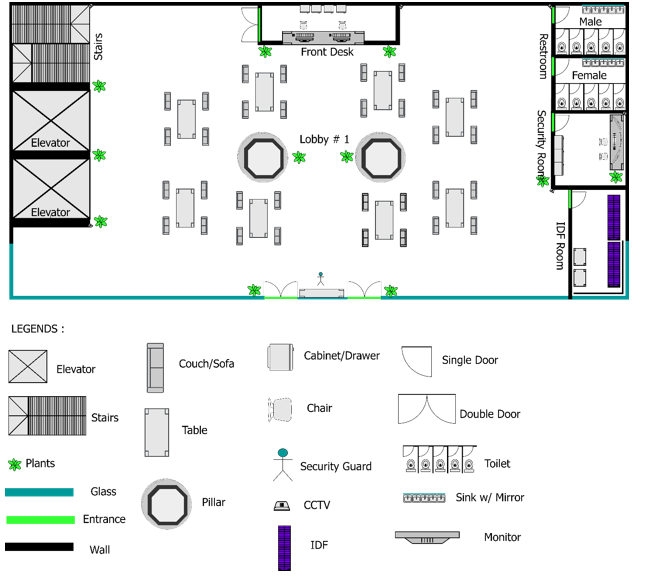 Stairs
Elevator
Elevator
Front Desk
Lobby # 1
Male
Restroom
Female
Security Room
IDF Room
LEGENDS :
Elevator
Stairs
Plants
Glass
Entrance
Wall
Couch/Sofa
Table
Pillar
Cabinet/Drawer
Chair
Security Guard
CCTV
IDF
Single Door
Double Door
Toilet
Sink w/ Mirror
Monitor